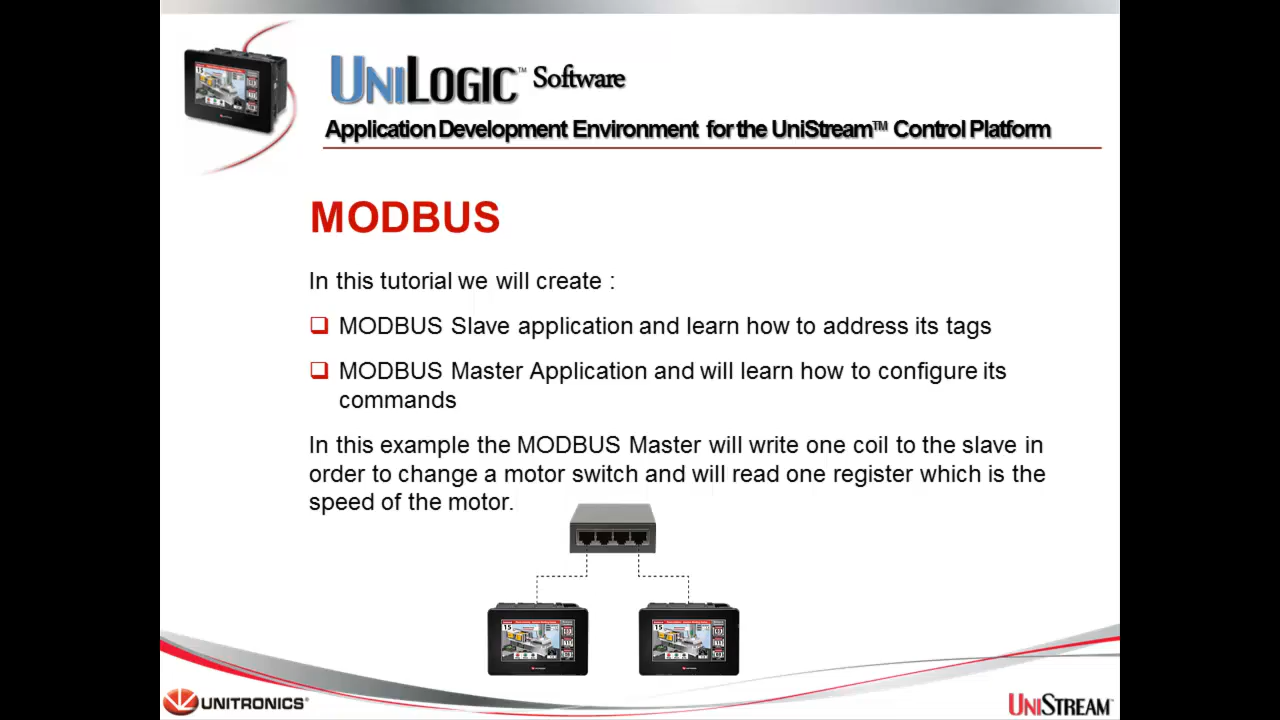 UNILOGIC™ Software
Application Development Environment for the UniStream™ Control Platform
MODBUS
In this tutorial we will create :
MODBUS Slave application and learn how to address its tags
MODBUS Master Application and will learn how to configure its
commands
In this example the MODBUS Master will write one coil to the slave in
order to change a motor switch and will read one register which is the
speed of the motor.
15
15
UNITRONICS®
UNISTREAM™